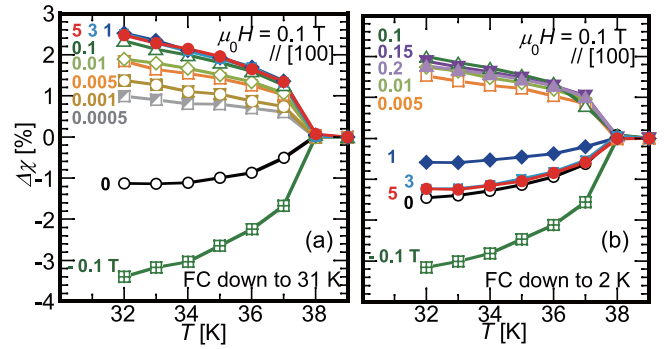 3
2
1
0
-1
-2
-3
-4
Δχ [%]
5 3 1
0.1
0.01
0.005
0.001
0.0005
0
- 0.1 T
μ₀H = 0.1 T
// [100]
(a)
FC down to 31 K
32 34 36 38
T [K]
0.1
0.15
0.2
0.01
0.005
1
3
5
0
- 0.1 T
μ₀H = 0.1 T
// [100]
(b)
FC down to 2 K
32 34 36 38
T [K]